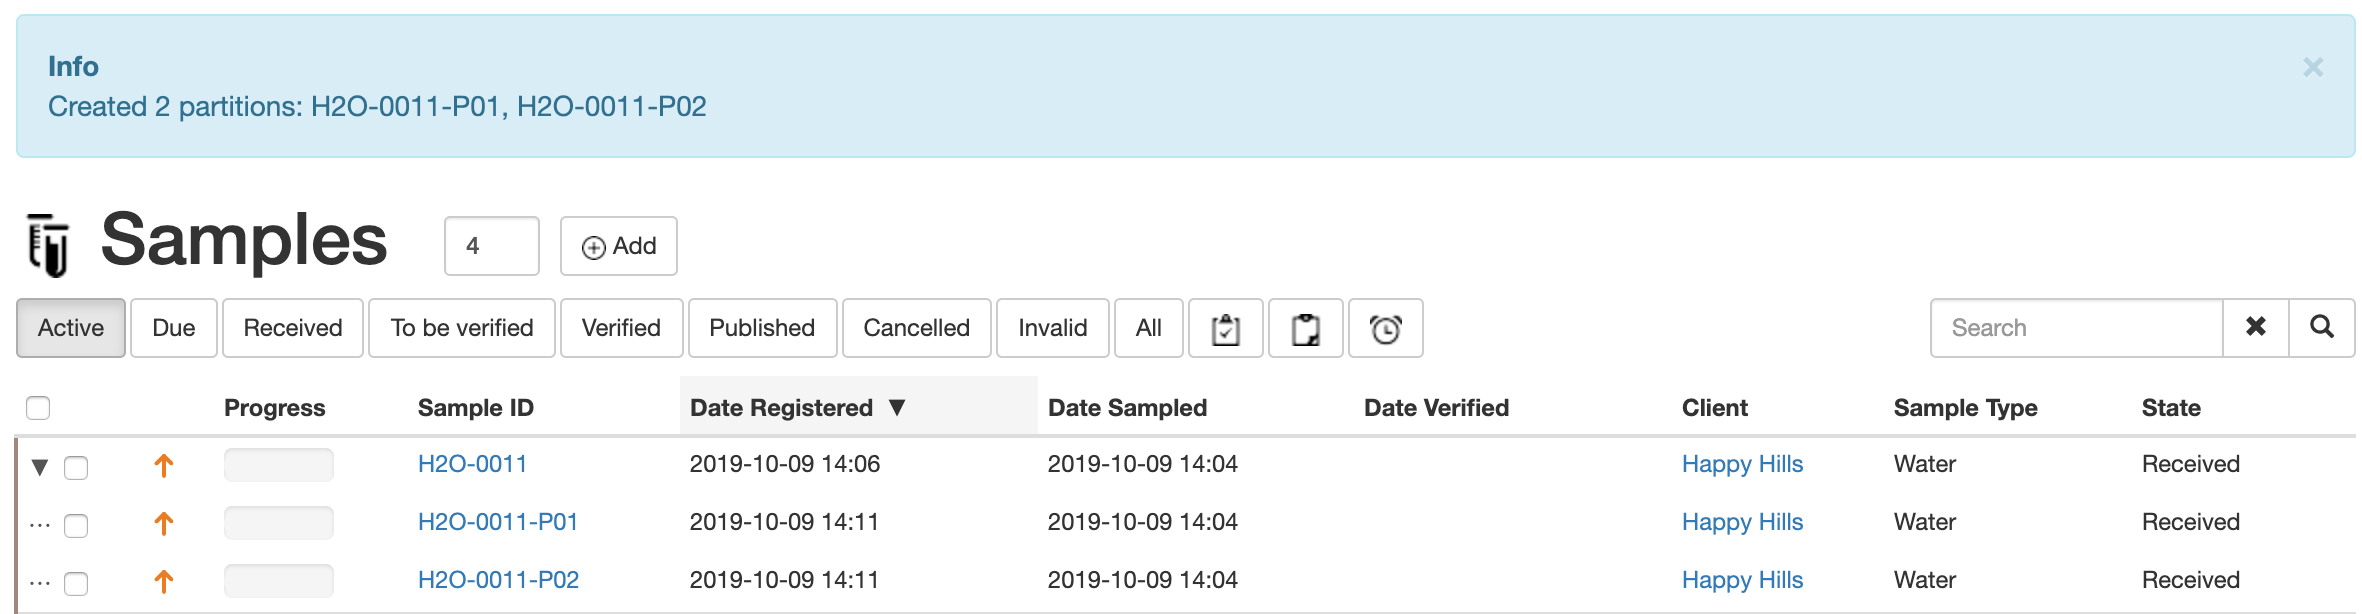 Info
×
Created 2 partitions: H2O-0011-P01, H2O-0011-P02
Samples 4 Add
Active Due Received To be verified Verified Published Cancelled Invalid All Search
Progress Sample ID Date Registered ▼ Date Sampled Date Verified Client Sample Type State
▼ H2O-0011 2019-10-09 14:06 2019-10-09 14:04 Happy Hills Water Received
... H2O-0011-P01 2019-10-09 14:11 2019-10-09 14:04 Happy Hills Water Received
... H2O-0011-P02 2019-10-09 14:11 2019-10-09 14:04 Happy Hills Water Received